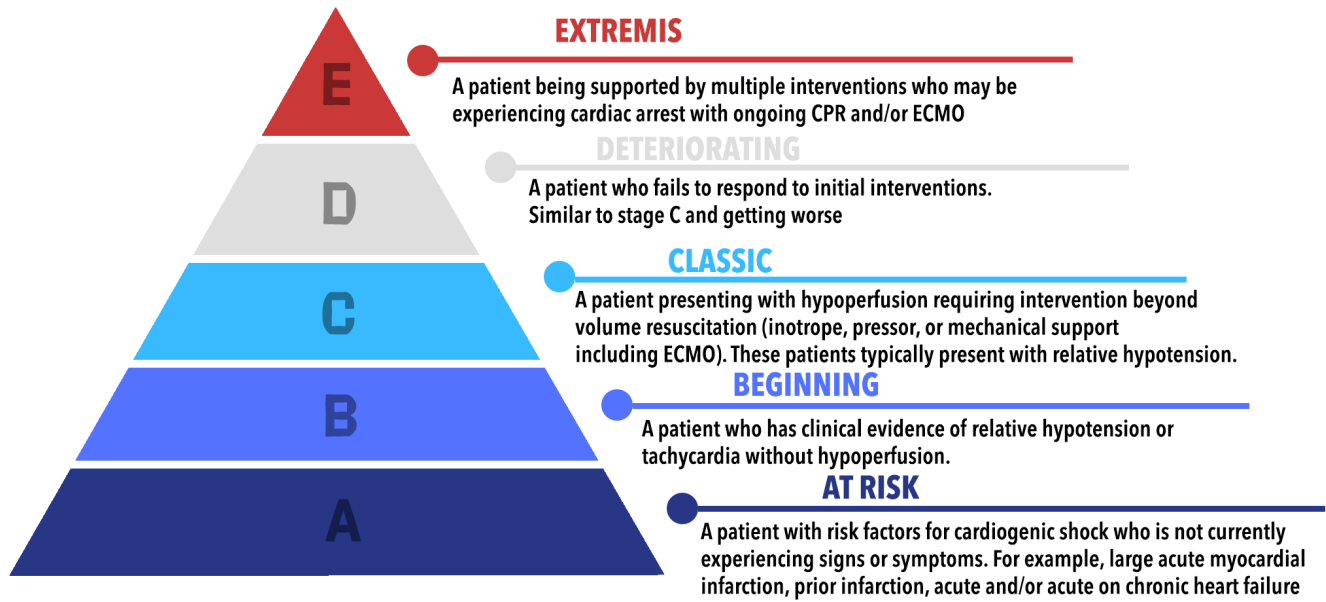 E
EXTREMIS
A patient being supported by multiple interventions who may be
experiencing cardiac arrest with ongoing CPR and/or ECMO
D
DETERIORATING
A patient who fails to respond to initial interventions.
Similar to stage C and getting worse
C
CLASSIC
A patient presenting with hypoperfusion requiring intervention beyond
volume resuscitation (inotrope, pressor, or mechanical support
including ECMO). These patients typically present with relative hypotension.
B
BEGINNING
A patient who has clinical evidence of relative hypotension or
tachycardia without hypoperfusion.
A
AT RISK
A patient with risk factors for cardiogenic shock who is not currently
experiencing signs or symptoms. For example, large acute myocardial
infarction, prior infarction, acute and/or acute on chronic heart failure